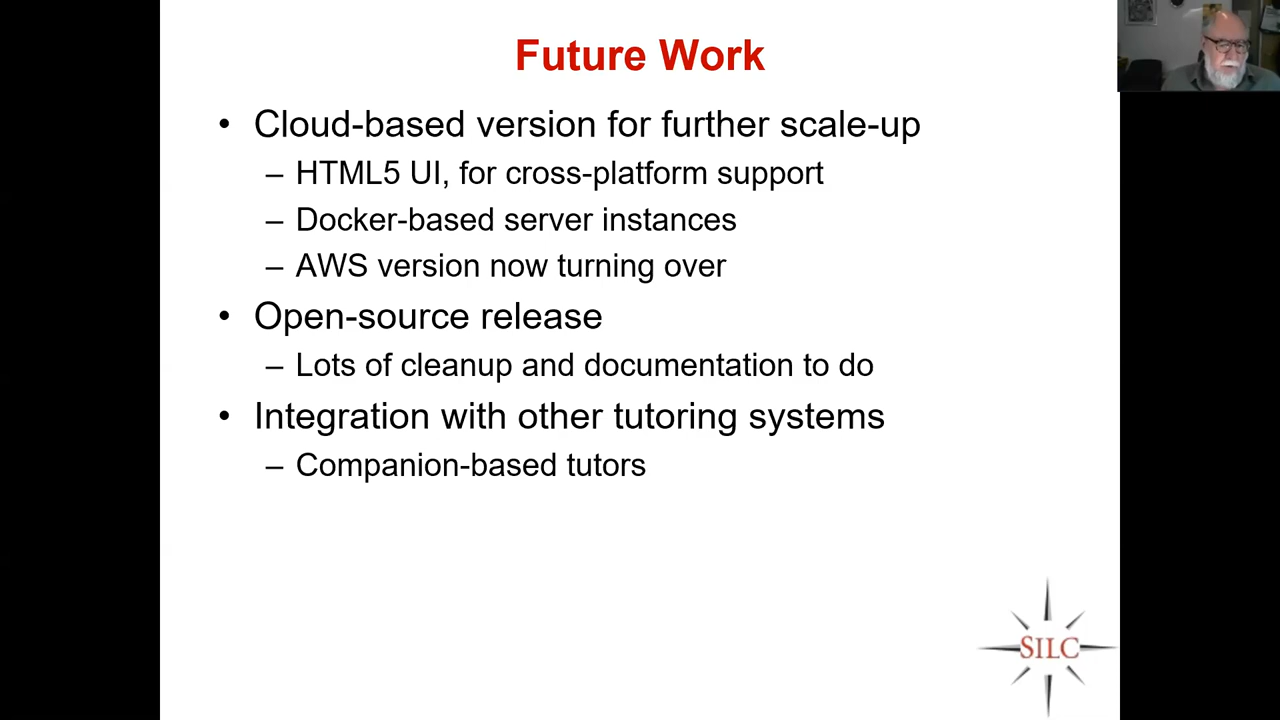 Future Work
• Cloud-based version for further scale-up
– HTML5 UI, for cross-platform support
– Docker-based server instances
– AWS version now turning over
• Open-source release
– Lots of cleanup and documentation to do
• Integration with other tutoring systems
– Companion-based tutors
SILC